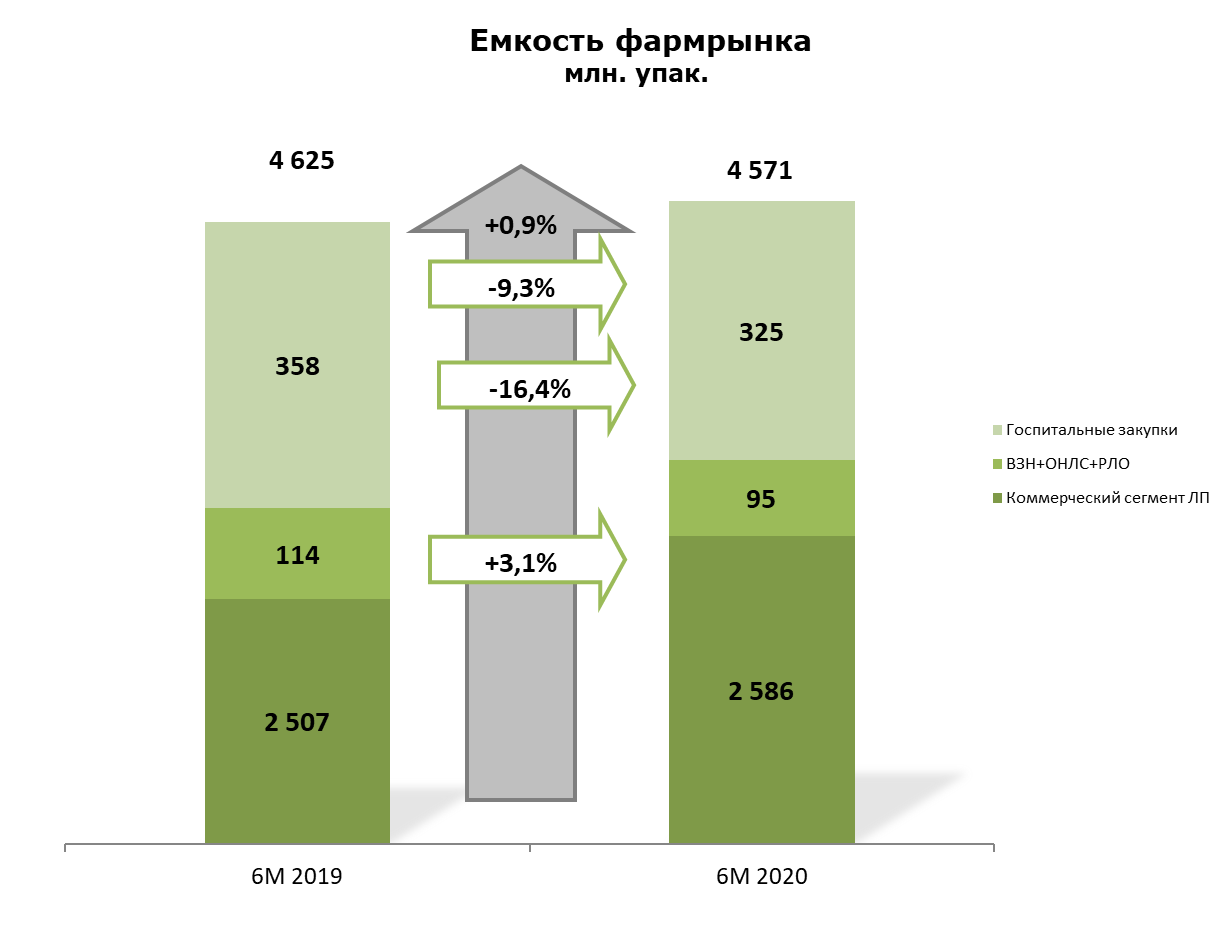 Емкость фармрынка
млн. упак.
4 625
4 571
+0,9%
-9,3%
358
325
-16,4%
Госпитальные закупки
ВЗН+ОНЛС+РЛО
Коммерческий сегмент ЛП
95
114
+3,1%
2 586
2 507
6М 2019
6М 2020